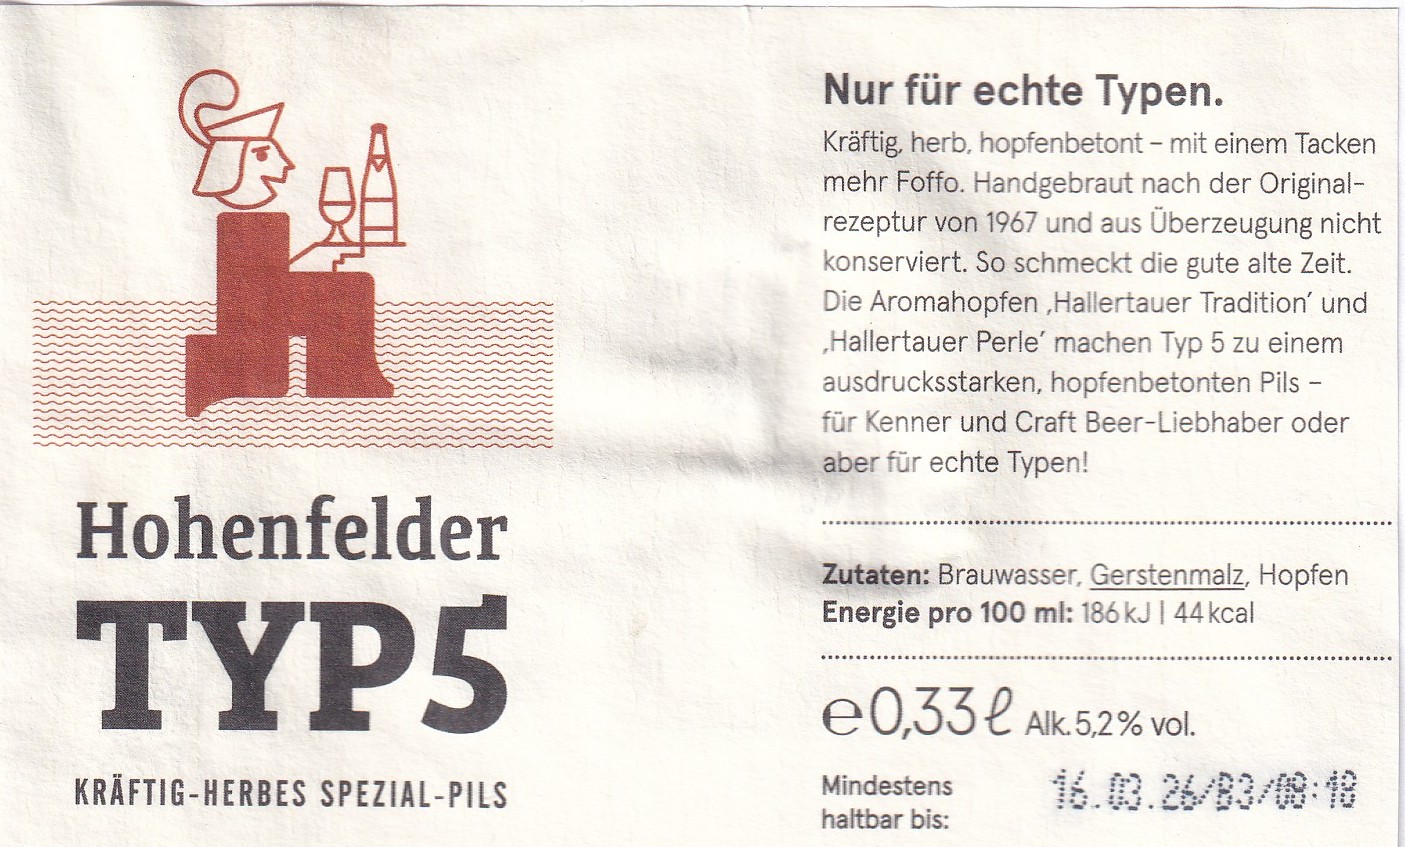 Hohenfelder
TYP5
KRÄFTIG-HERBES SPEZIAL-PILS
Nur für echte Typen.
Kräftig, herb, hopfenbetont – mit einem Tacken
mehr Foffo. Handgebraut nach der Original-
rezeptur von 1967 und aus Überzeugung nicht
konserviert. So schmeckt die gute alte Zeit.
Die Aromahopfen ‚Hallertauer Tradition’ und
‚Hallertauer Perle’ machen Typ 5 zu einem
ausdrucksstarken, hopfenbetonten Pils –
für Kenner und Craft Beer-Liebhaber oder
aber für echte Typen!
Zutaten: Brauwasser, Gerstenmalz, Hopfen
Energie pro 100 ml: 186 kJ | 44 kcal
℮0,33 ℓ Alk. 5,2 % vol.
Mindestens
haltbar bis:
16.03.26/B3/08:18